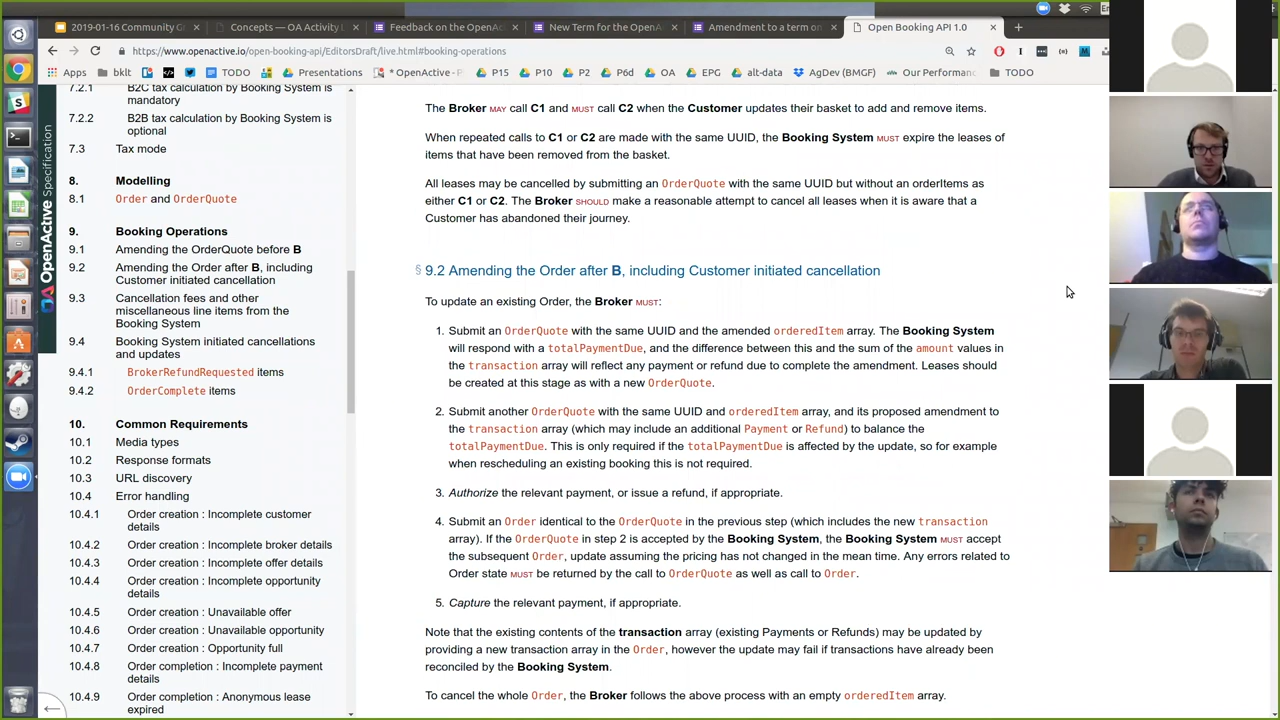 2019-01-16 Community G
Concepts — OA Activity L
Feedback on the OpenA
New Term for the OpenA
Amendment to a term on
Open Booking API 1.0
https://www.openactive.io/open-booking-api/EditorsDraft/live.html#booking-operations
Apps
bklt
TODO
Presentations
* OpenActive - P
P15
P10
P2
P6d
OA
EPG
alt-data
AgDev (BMGF)
Our Performanc
TODO
OpenActive Specification
7.2.1 B2C tax calculation by Booking System is
mandatory
7.2.2 B2B tax calculation by Booking System is
optional
7.3 Tax mode
8. Modelling
8.1 Order and OrderQuote
9. Booking Operations
9.1 Amending the OrderQuote before B
9.2 Amending the Order after B, including
Customer initiated cancellation
9.3 Cancellation fees and other
miscellaneous line items from the
Booking System
9.4 Booking System initiated cancellations
and updates
9.4.1 BrokerRefundRequested items
9.4.2 OrderComplete items
10. Common Requirements
10.1 Media types
10.2 Response formats
10.3 URL discovery
10.4 Error handling
10.4.1 Order creation : Incomplete customer
details
10.4.2 Order creation : Incomplete broker details
10.4.3 Order creation : Incomplete offer details
10.4.4 Order creation : Incomplete opportunity
details
10.4.5 Order creation : Unavailable offer
10.4.6 Order creation : Unavailable opportunity
10.4.7 Order creation : Opportunity full
10.4.8 Order completion : Incomplete payment
details
10.4.9 Order completion : Anonymous lease
expired
The Broker MAY call C1 and MUST call C2 when the Customer updates their basket to add and remove items.
When repeated calls to C1 or C2 are made with the same UUID, the Booking System MUST expire the leases of
items that have been removed from the basket.
All leases may be cancelled by submitting an OrderQuote with the same UUID but without an orderItems as
either C1 or C2. The Broker SHOULD make a reasonable attempt to cancel all leases when it is aware that a
Customer has abandoned their journey.
§ 9.2 Amending the Order after B, including Customer initiated cancellation
To update an existing Order, the Broker MUST:
1. Submit an OrderQuote with the same UUID and the amended orderedItem array. The Booking System
will respond with a totalPaymentDue, and the difference between this and the sum of the amount values in
the transaction array will reflect any payment or refund due to complete the amendment. Leases should
be created at this stage as with a new OrderQuote.
2. Submit another OrderQuote with the same UUID and orderedItem array, and its proposed amendment to
the transaction array (which may include an additional Payment or Refund) to balance the
totalPaymentDue. This is only required if the totalPaymentDue is affected by the update, so for example
when rescheduling an existing booking this is not required.
3. Authorize the relevant payment, or issue a refund, if appropriate.
4. Submit an Order identical to the OrderQuote in the previous step (which includes the new transaction
array). If the OrderQuote in step 2 is accepted by the Booking System, the Booking System MUST accept
the subsequent Order, update assuming the pricing has not changed in the mean time. Any errors related to
Order state MUST be returned by the call to OrderQuote as well as call to Order.
5. Capture the relevant payment, if appropriate.
Note that the existing contents of the transaction array (existing Payments or Refunds) may be updated by
providing a new transaction array in the Order, however the update may fail if transactions have already been
reconciled by the Booking System.
To cancel the whole Order, the Broker follows the above process with an empty orderedItem array.